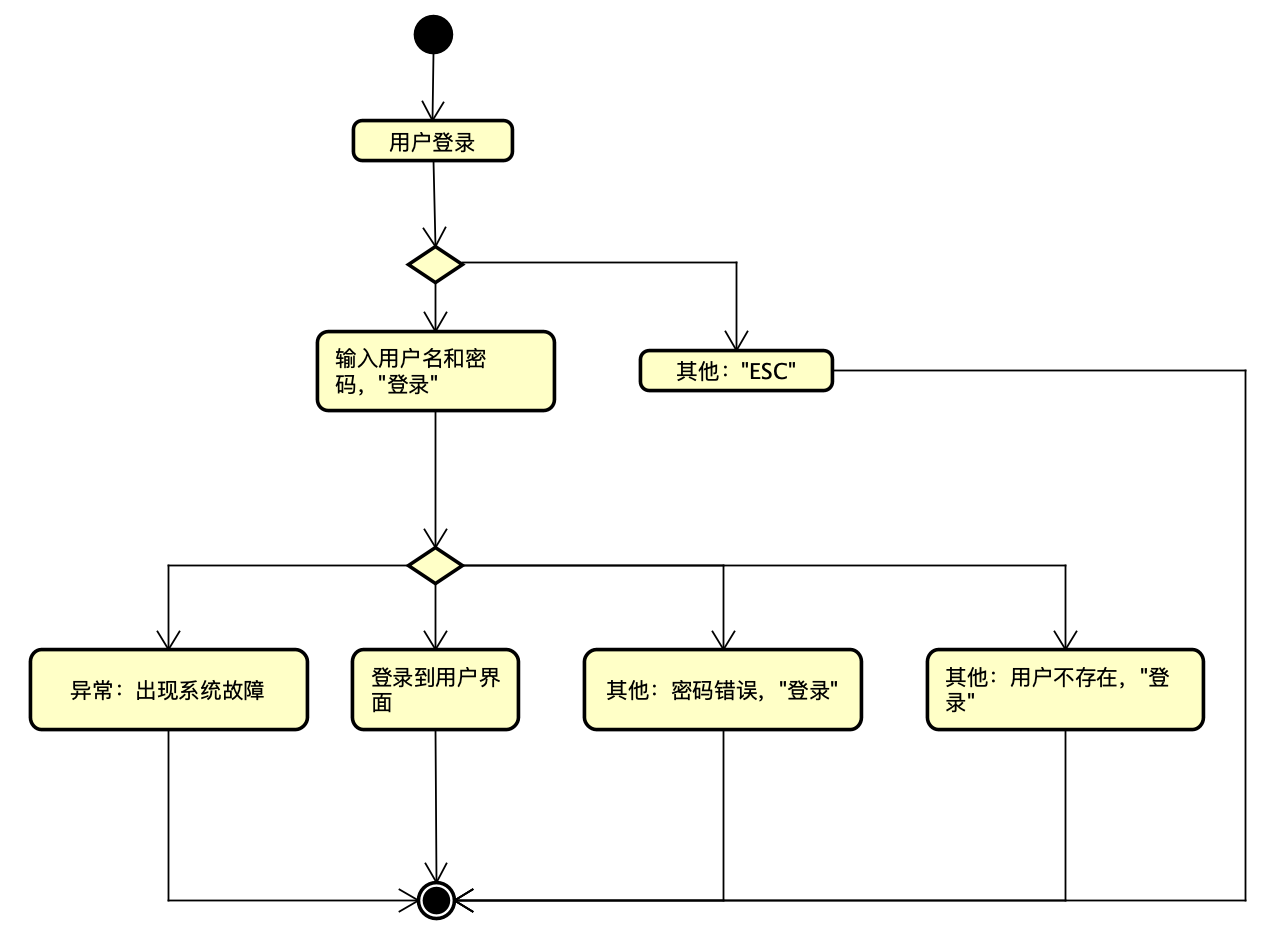 用户登录
输入用户名和密
码，"登录"
其他："ESC"
异常：出现系统故障
登录到用户界
面
其他：密码错误，"登录"
其他：用户不存在，"登
录"